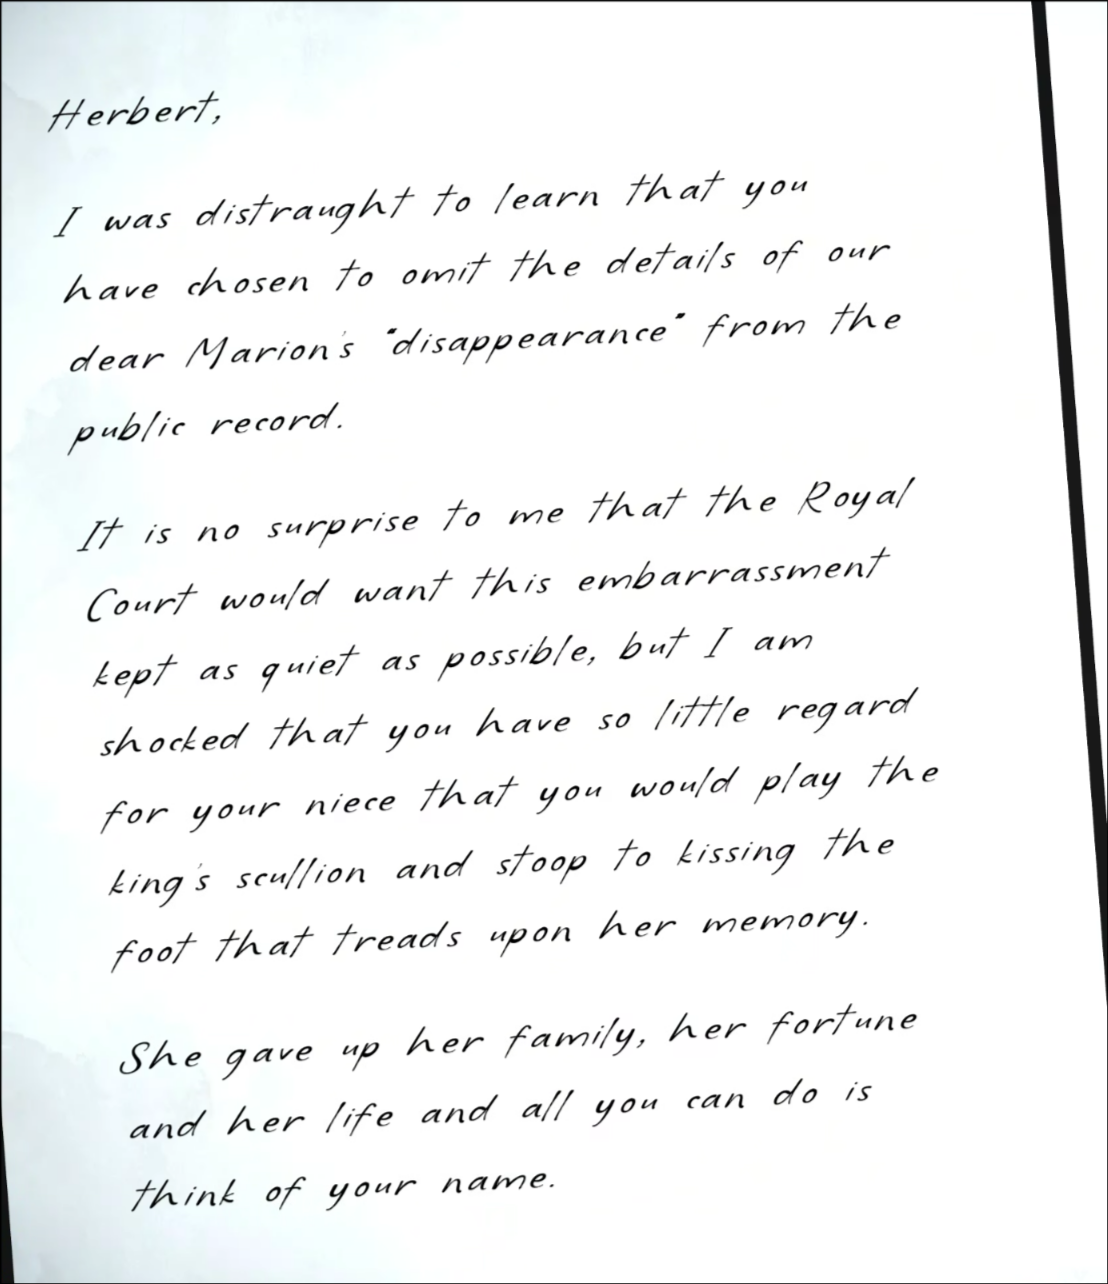 Herbert,
I was distraught to learn that you
have chosen to omit the details of our
dear Marion's "disappearance" from the
public record.
It is no surprise to me that the Royal
Court would want this embarrassment
kept as quiet as possible, but I am
shocked that you have so little regard
for your niece that you would play the
king's scullion and stoop to kissing the
foot that treads upon her memory.
She gave up her family, her fortune
and her life and all you can do is
think of your name.